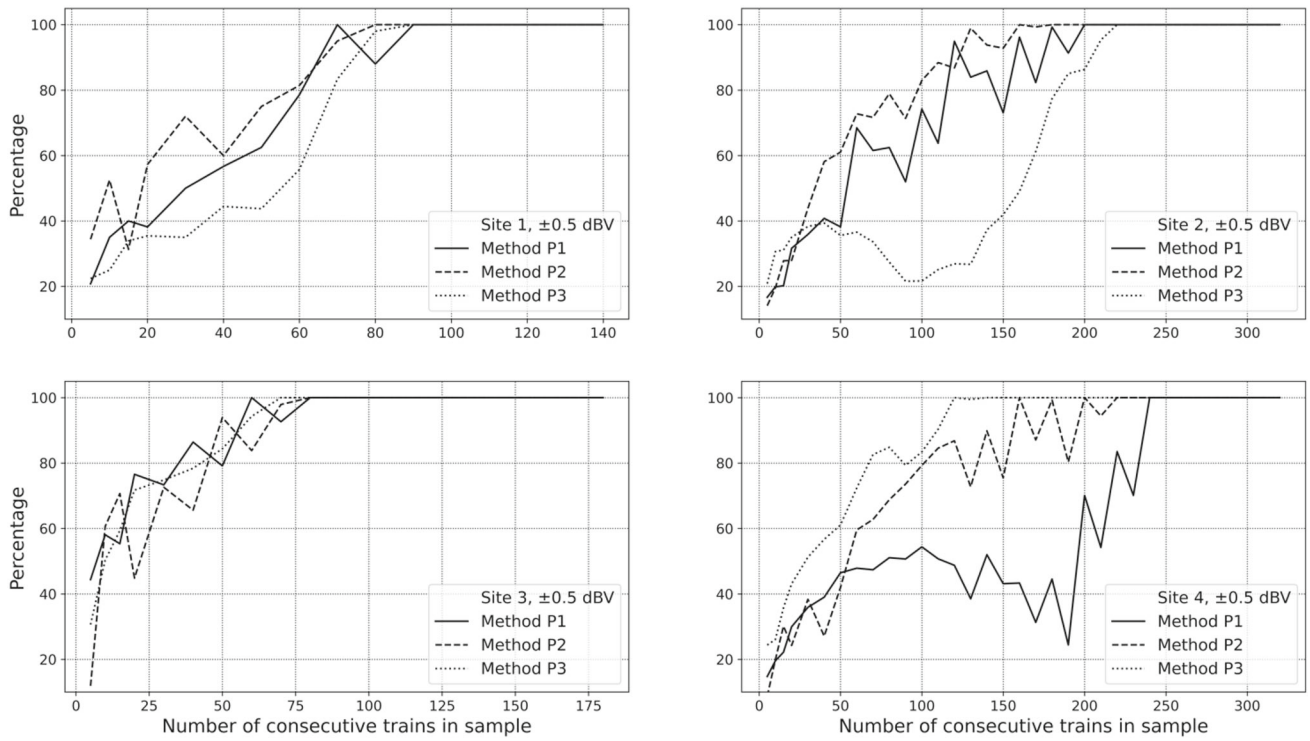 100
80
60
40
20
Percentage
Site 1, ±0.5 dBV
Method P1
Method P2
Method P3
0 20 40 60 80 100 120 140
100
80
60
40
20
Site 2, ±0.5 dBV
Method P1
Method P2
Method P3
0 50 100 150 200 250 300
100
80
60
40
20
Percentage
Site 3, ±0.5 dBV
Method P1
Method P2
Method P3
0 25 50 75 100 125 150 175
Number of consecutive trains in sample
100
80
60
40
20
Site 4, ±0.5 dBV
Method P1
Method P2
Method P3
0 50 100 150 200 250 300
Number of consecutive trains in sample